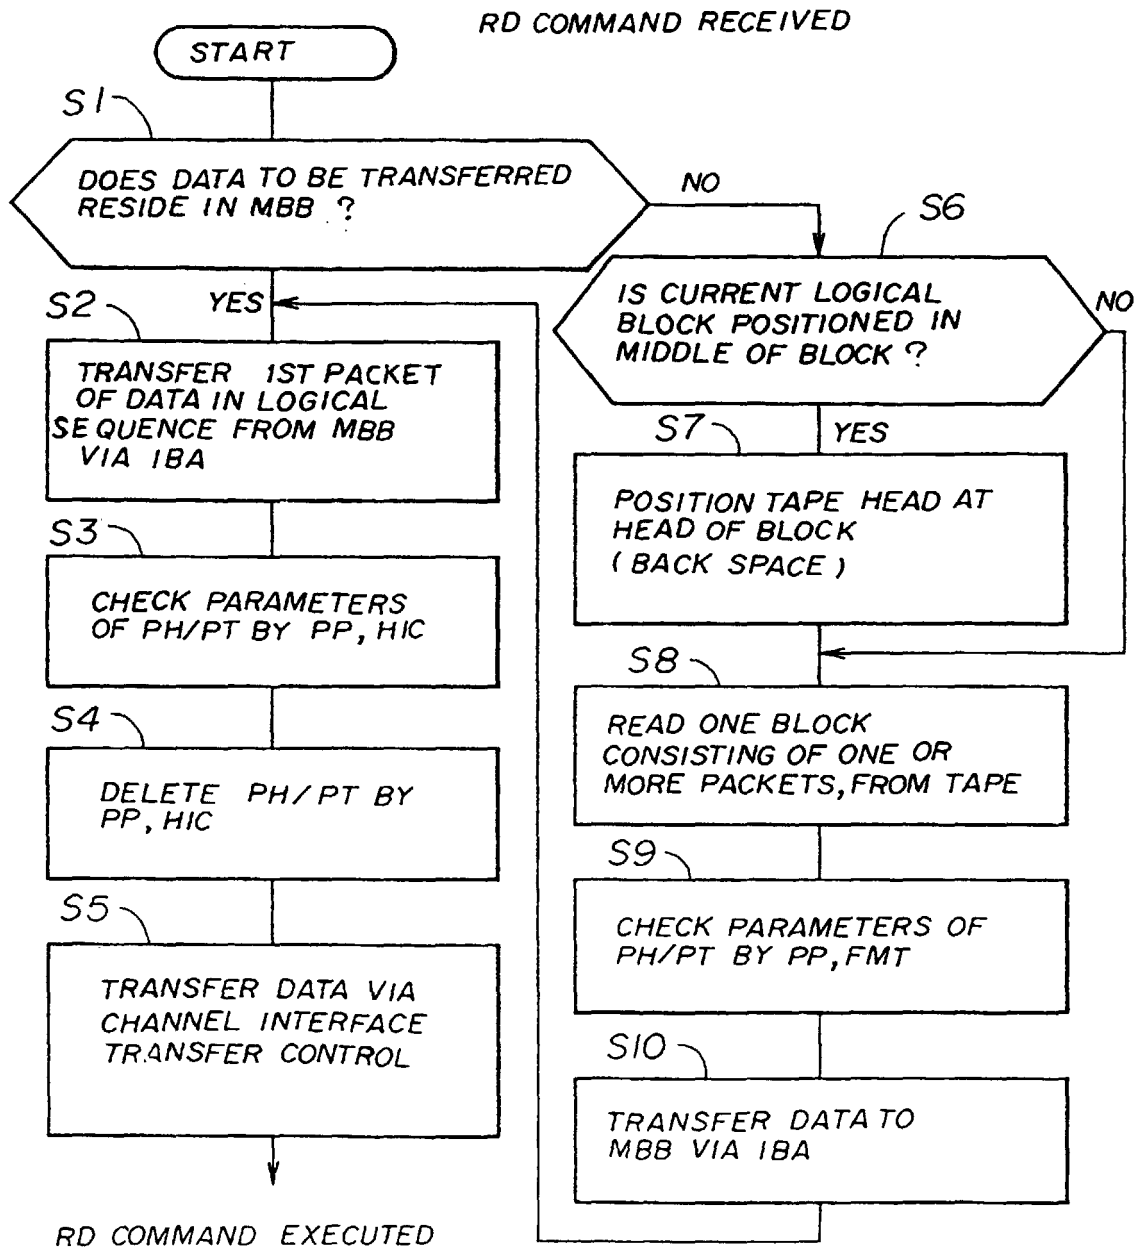 RD COMMAND RECEIVED
START
S1
DOES DATA TO BE TRANSFERRED
RESIDE IN MBB ?
NO
YES
S2
TRANSFER 1ST PACKET
OF DATA IN LOGICAL
SEQUENCE FROM MBB
VIA IBA
S3
CHECK PARAMETERS
OF PH/PT BY PP, HIC
S4
DELETE PH/PT BY
PP, HIC
S5
TRANSFER DATA VIA
CHANNEL INTERFACE
TRANSFER CONTROL
RD COMMAND EXECUTED
S6
IS CURRENT LOGICAL
BLOCK POSITIONED IN
MIDDLE OF BLOCK ?
NO
YES
S7
POSITION TAPE HEAD AT
HEAD OF BLOCK
(BACK SPACE)
S8
READ ONE BLOCK
CONSISTING OF ONE OR
MORE PACKETS, FROM TAPE
S9
CHECK PARAMETERS OF
PH/PT BY PP, FMT
S10
TRANSFER DATA TO
MBB VIA IBA